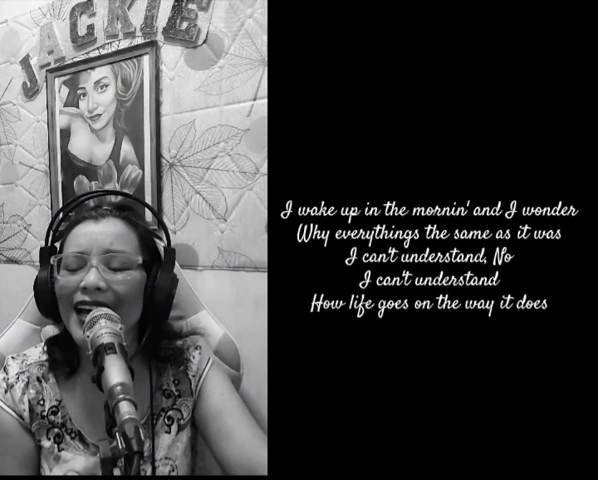 JACKIE
I wake up in the mornin' and I wonder
Why everythings the same as it was
I can't understand, No
I can't understand
How life goes on the way it does